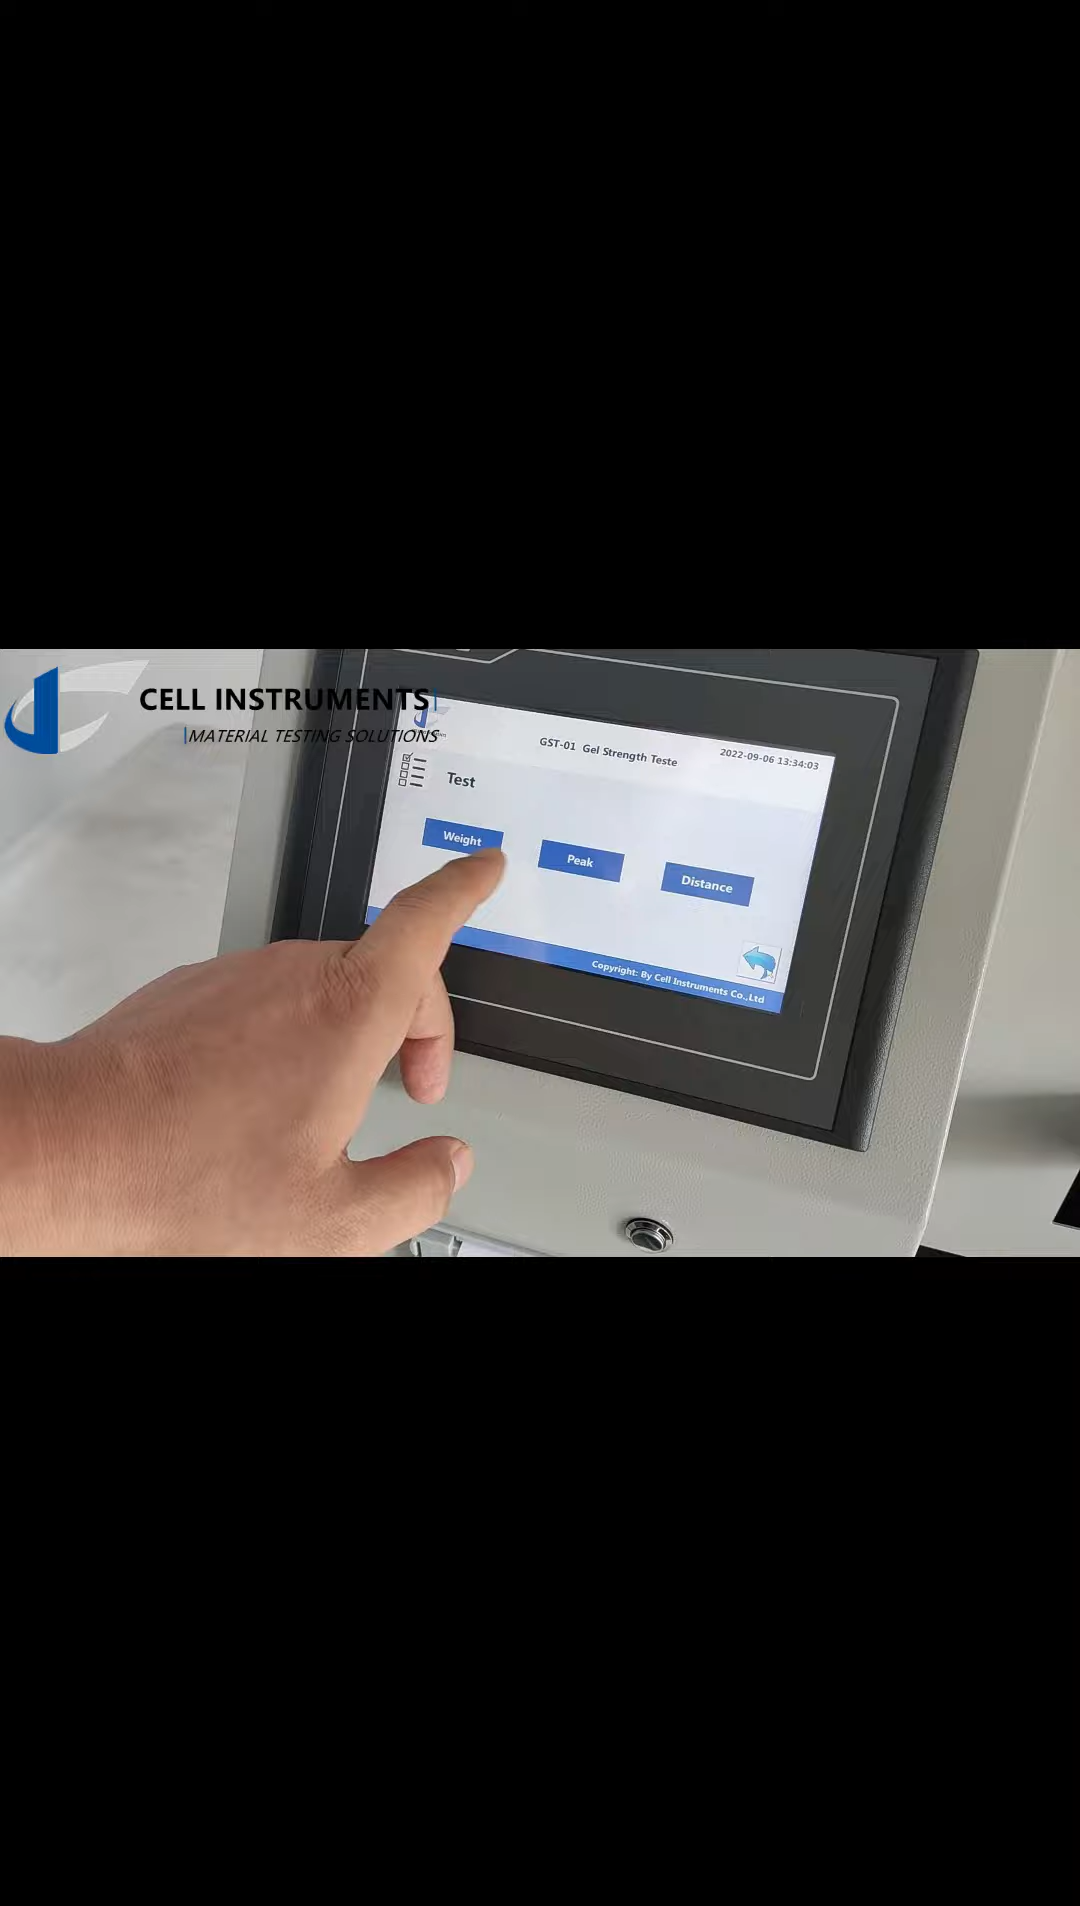 CELL INSTRUMENTS
MATERIAL TESTING SOLUTIONS
GST-01 Gel Strength Teste
2022-09-06 13:34:03
Test
Weight
Peak
Distance
Copyright: By Cell Instruments Co.,Ltd